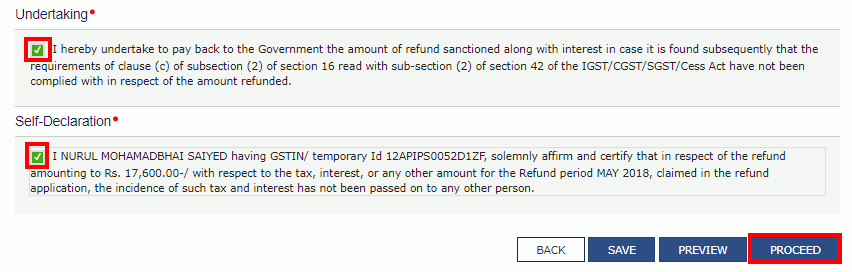 Undertaking•
I hereby undertake to pay back to the Government the amount of refund sanctioned along with interest in case it is found subsequently that the
requirements of clause (c) of subsection (2) of section 16 read with sub-section (2) of section 42 of the IGST/CGST/SGST/Cess Act have not been
complied with in respect of the amount refunded.
Self-Declaration•
I NURUL MOHAMADBHAI SAIYED having GSTIN/ temporary Id 12APIPS0052D1ZF, solemnly affirm and certify that in respect of the refund
amounting to Rs. 17,600.00-/ with respect to the tax, interest, or any other amount for the Refund period MAY 2018, claimed in the refund
application, the incidence of such tax and interest has not been passed on to any other person.
BACK SAVE PREVIEW PROCEED